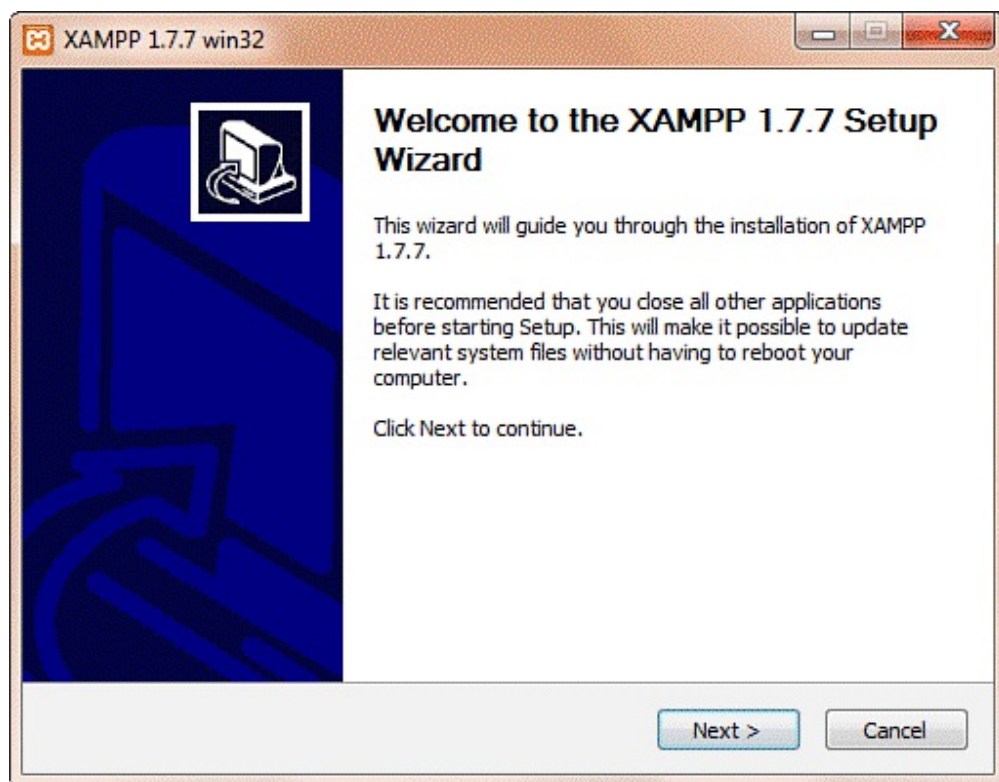 XAMPP 1.7.7 win32
Welcome to the XAMPP 1.7.7 Setup
Wizard
This wizard will guide you through the installation of XAMPP
1.7.7.
It is recommended that you close all other applications
before starting Setup. This will make it possible to update
relevant system files without having to reboot your
computer.
Click Next to continue.
Next >
Cancel